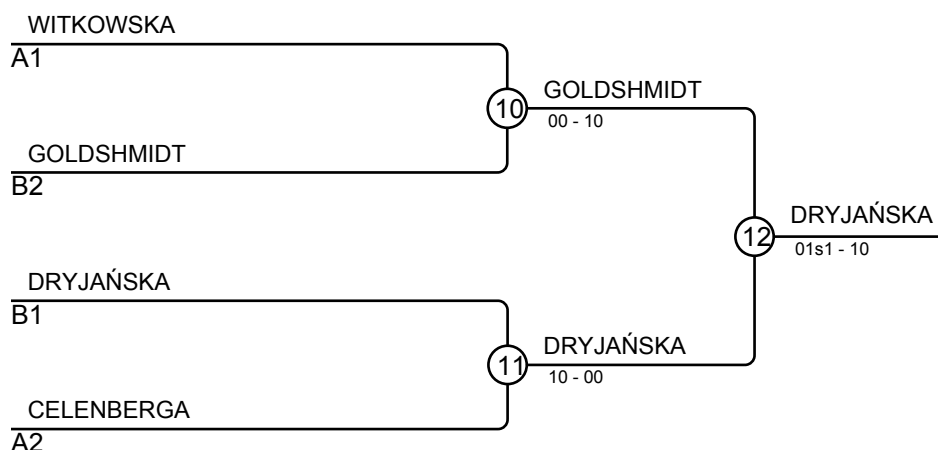 WITKOWSKA
A1
10
GOLDSHMIDT
00 - 10
GOLDSHMIDT
B2
12
DRYJAŃSKA
01s1 - 10
DRYJAŃSKA
B1
11
DRYJAŃSKA
10 - 00
CELENBERGA
A2